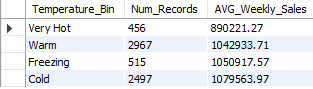 Temperature_Bin Num_Records AVG_Weekly_Sales
Very Hot 456 890221.27
Warm 2967 1042933.71
Freezing 515 1050917.57
Cold 2497 1079563.97